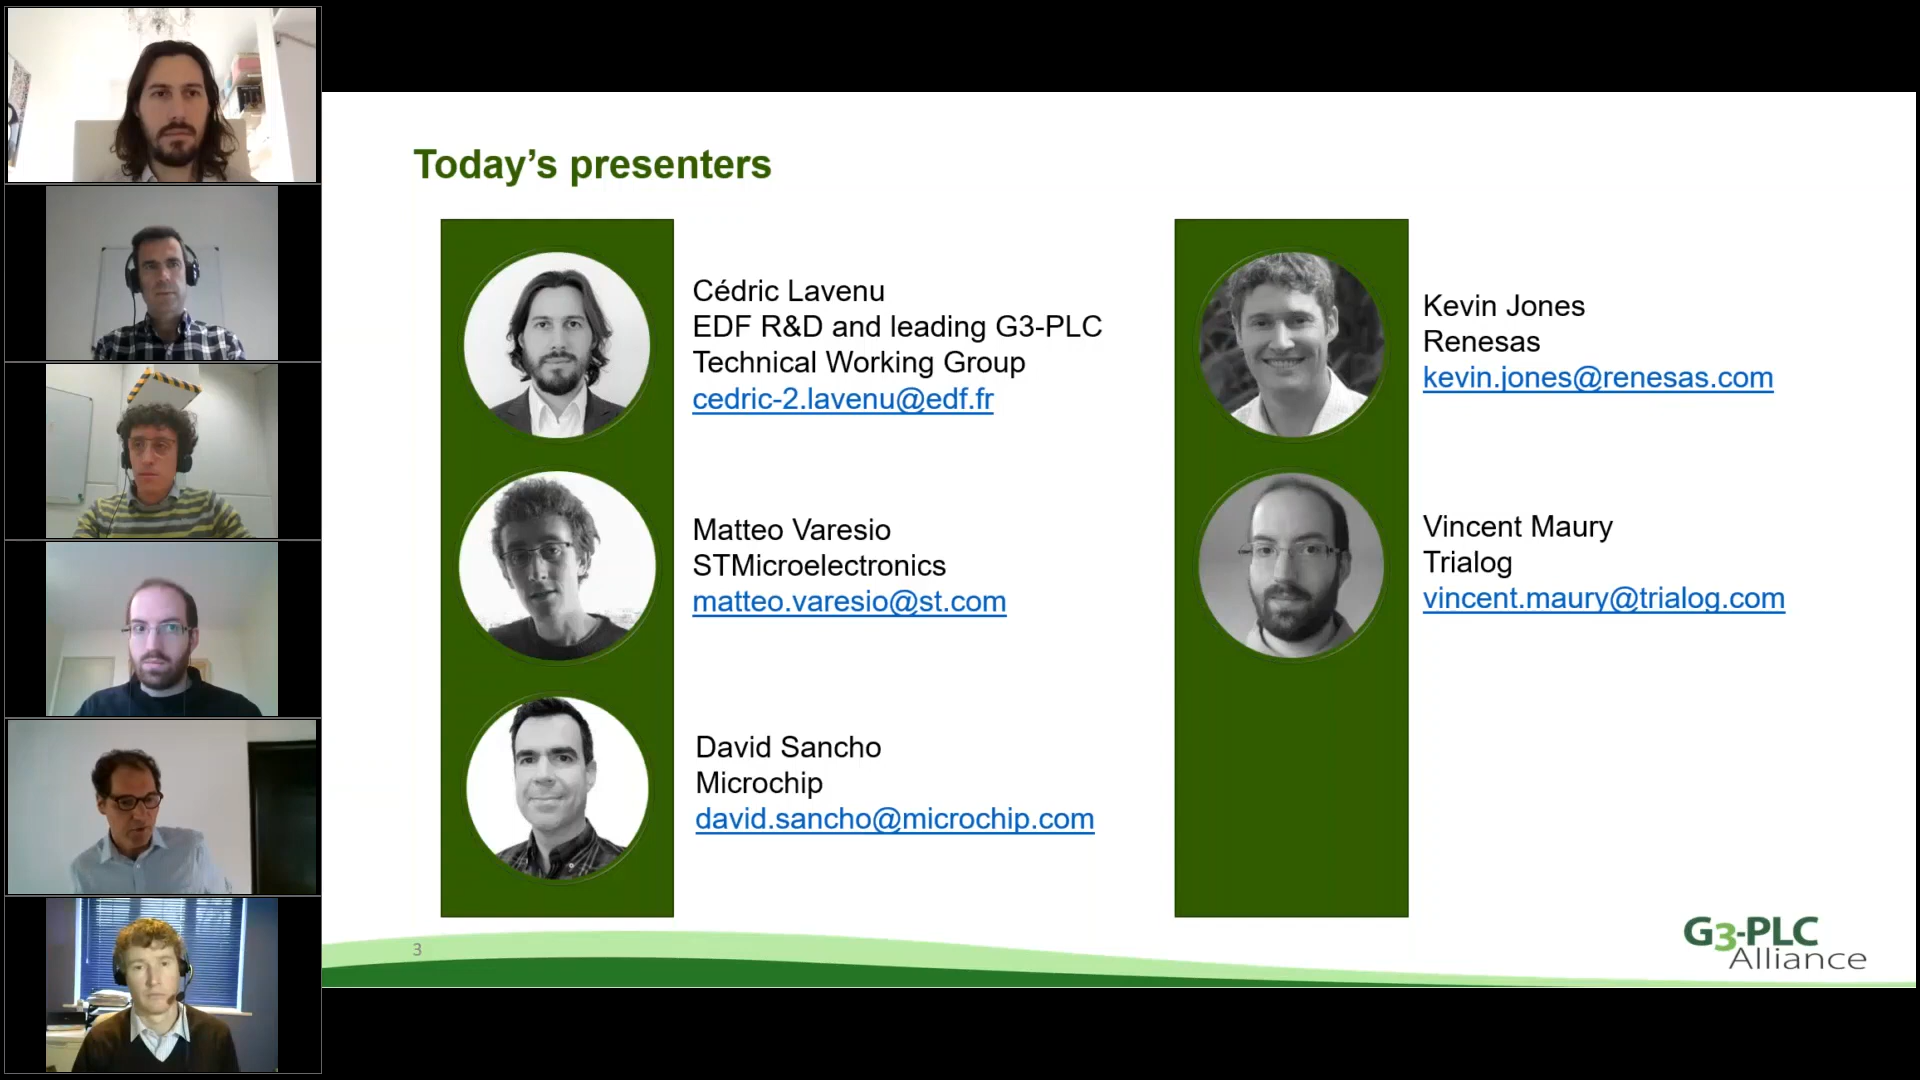 Today’s presenters
Cédric Lavenu
EDF R&D and leading G3-PLC
Technical Working Group
cedric-2.lavenu@edf.fr
Matteo Varesio
STMicroelectronics
matteo.varesio@st.com
David Sancho
Microchip
david.sancho@microchip.com
Kevin Jones
Renesas
kevin.jones@renesas.com
Vincent Maury
Trialog
vincent.maury@trialog.com
3
G3-PLC
Alliance